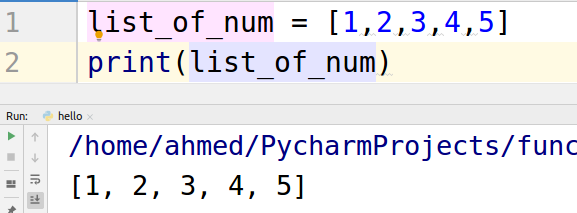 1 list_of_num = [1,2,3,4,5]
2 print(list_of_num)
Run: hello ×
/home/ahmed/PycharmProjects/func
[1, 2, 3, 4, 5]